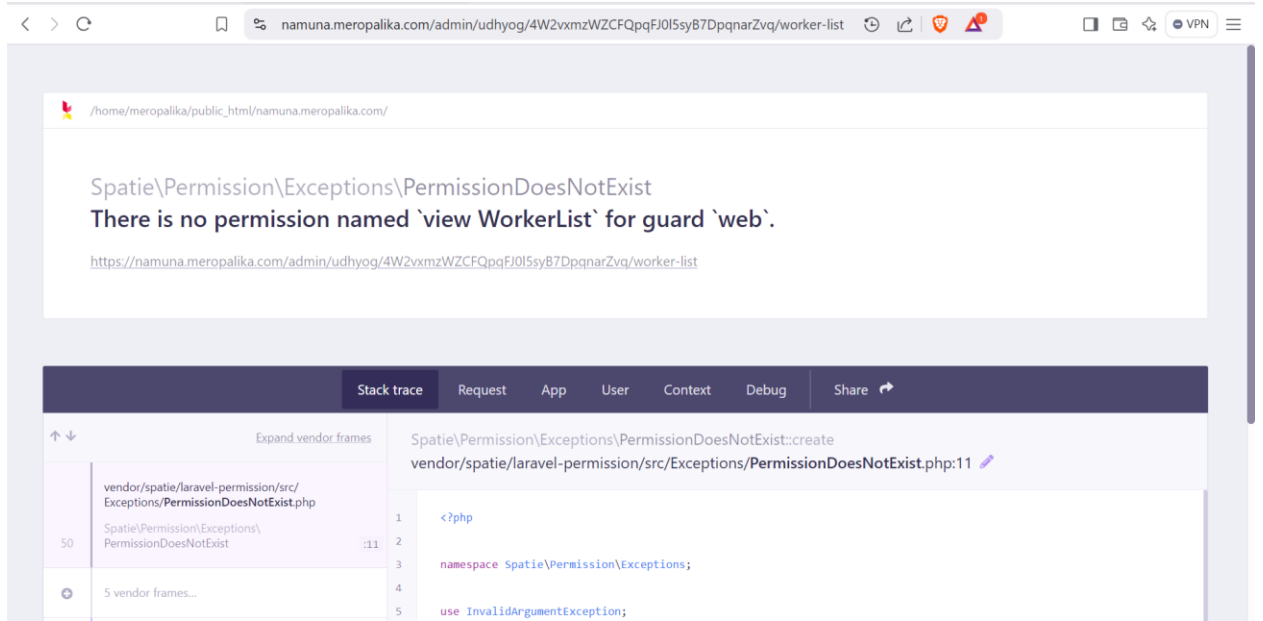 namuna.meropalika.com/admin/udhyog/4W2vxmzWZCFQpqFJ0l5syB7DpqnarZvq/worker-list
1
VPN
/home/meropalika/public_html/namuna.meropalika.com/
Spatie\Permission\Exceptions\PermissionDoesNotExist
There is no permission named `view WorkerList` for guard `web`.
https://namuna.meropalika.com/admin/udhyog/4W2vxmzWZCFQpqFJ0l5syB7DpqnarZvq/worker-list
Stack trace Request App User Context Debug Share
Expand vendor frames
vendor/spatie/laravel-permission/src/
Exceptions/PermissionDoesNotExist.php
Spatie\Permission\Exceptions\
50 PermissionDoesNotExist :11
5 vendor frames...
Spatie\Permission\Exceptions\PermissionDoesNotExist::create
vendor/spatie/laravel-permission/src/Exceptions/PermissionDoesNotExist.php:11
1 <?php
2
3 namespace Spatie\Permission\Exceptions;
4
5 use InvalidArgumentException;